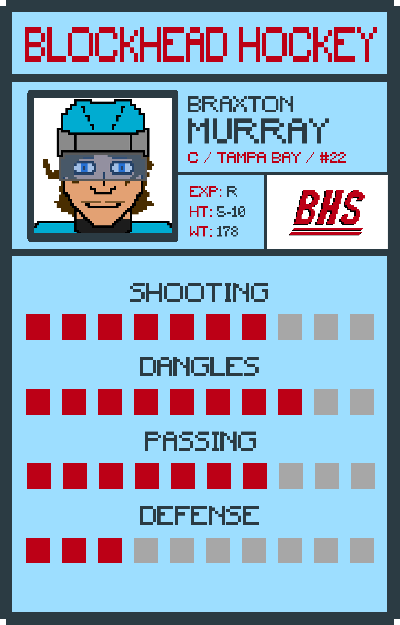 BLOCKHEAD HOCKEY
BRAXTON
MURRAY
C / TAMPA BAY / #22
EXP: R
HT: 5-10
WT: 178
BHS
SHOOTING
DANGLES
PASSING
DEFENSE